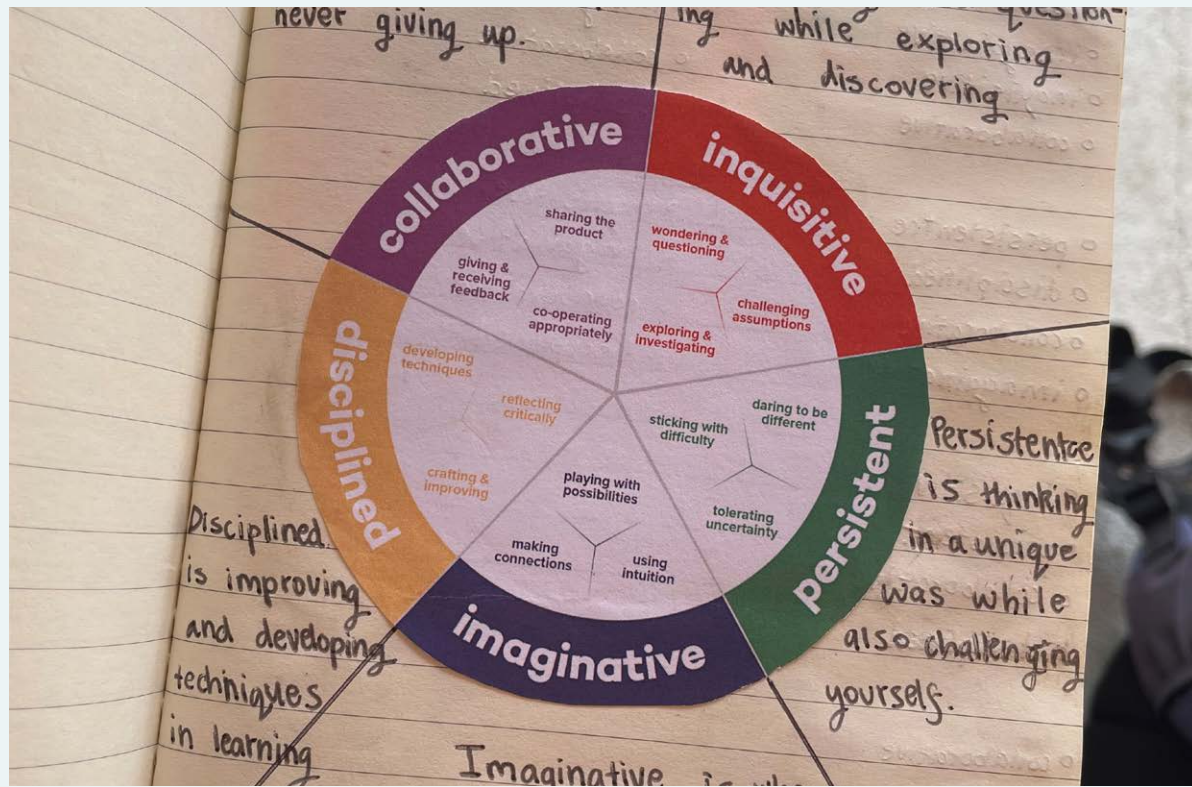 never giving up.
ing while exploring
and discovering
collaborative
sharing the
product
giving &
receiving
feedback
co-operating
appropriately
inquisitive
wondering &
questioning
challenging
assumptions
exploring &
investigating
persistent
daring to be
different
sticking with
difficulty
tolerating
uncertainty
imaginative
playing with
possibilities
making
connections
using
intuition
disciplined
developing
techniques
reflecting
critically
crafting &
improving
Persistentce
is thinking
in a unique
was while
also challenging
yourself.
Disciplined
is improving
and developing
techniques
in learning
Imaginative is